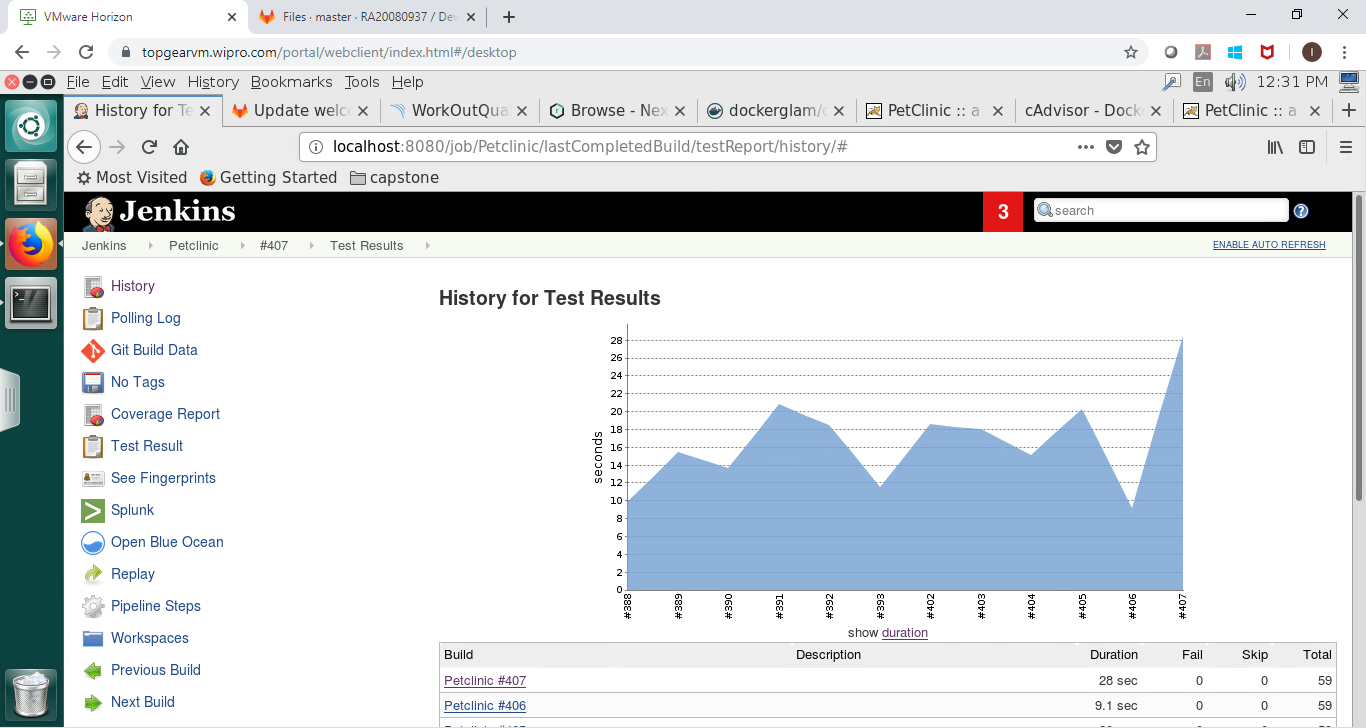 VMware Horizon
Files · master · RA20080937 / De
topgearvm.wipro.com/portal/webclient/index.html#/desktop
I
File Edit View History Bookmarks Tools Help
En
12:31 PM
History for Te
Update welc
WorkOutQua
Browse - Nex
dockerglam/c
PetClinic :: a
cAdvisor - Dock
PetClinic :: a
localhost:8080/job/Petclinic/lastCompletedBuild/testReport/history/#
Most Visited
Getting Started
capstone
Jenkins
3
search
Jenkins
Petclinic
#407
Test Results
ENABLE AUTO REFRESH
History
Polling Log
Git Build Data
No Tags
Coverage Report
Test Result
See Fingerprints
Splunk
Open Blue Ocean
Replay
Pipeline Steps
Workspaces
Previous Build
Next Build
History for Test Results
seconds
28
26
24
22
20
18
16
14
12
10
8
6
4
2
0
#388 #389 #390 #391 #392 #393 #402 #403 #404 #405 #406 #407
show duration
Build Description Duration Fail Skip Total
Petclinic #407 28 sec 0 0 59
Petclinic #406 9.1 sec 0 0 59